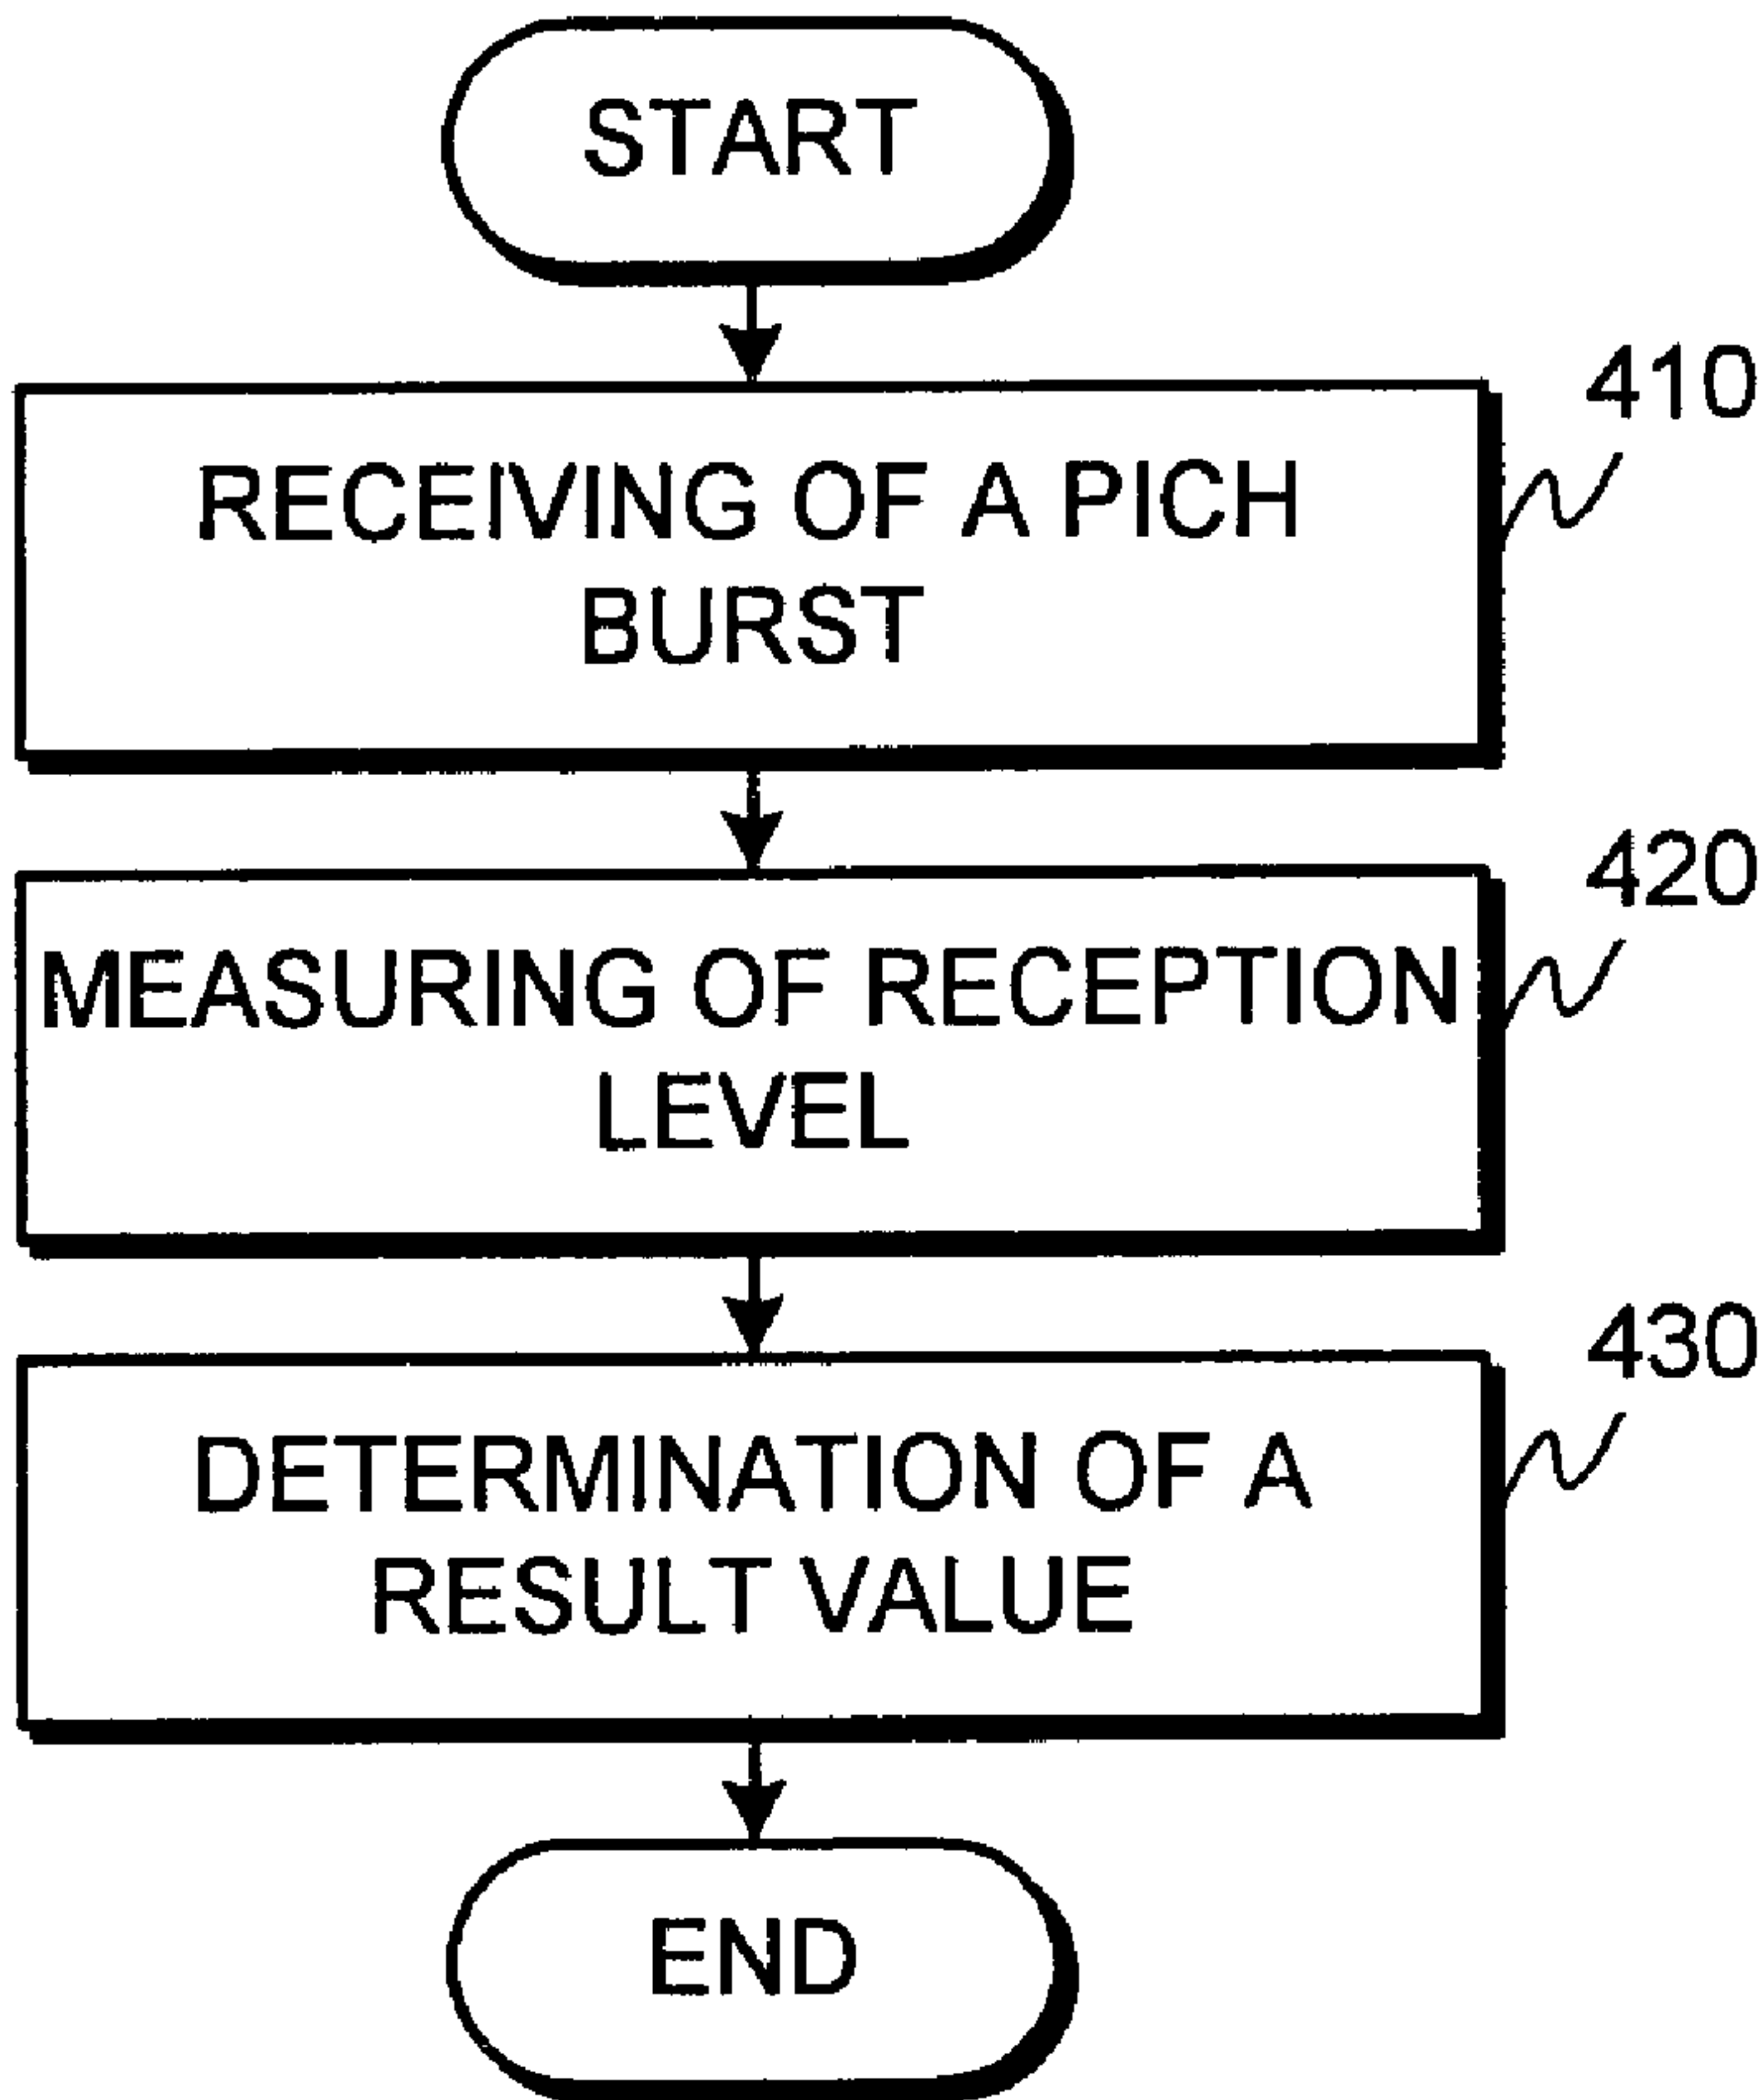 START
410
RECEIVING OF A PICH
BURST
420
MEASURING OF RECEPTION
LEVEL
430
DETERMINATION OF A
RESULT VALUE
END